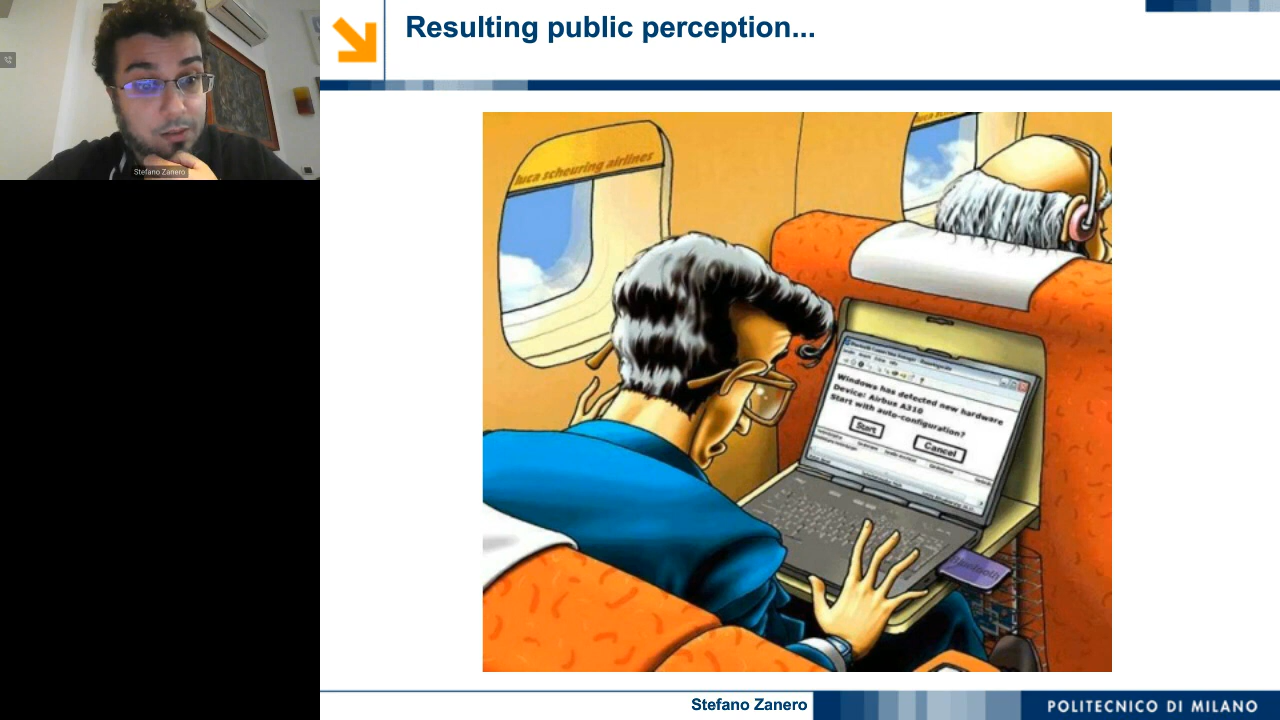 Resulting public perception...
Stefano Zanero
luca scheuring airlines
Windows has detected new hardware
Device: Airbus A310
Start with auto-configuration?
Start
Cancel
Bluetooth
Stefano Zanero
POLITECNICO DI MILANO